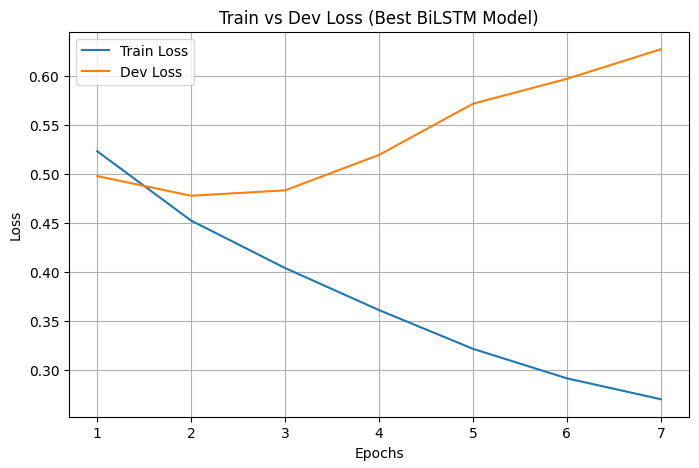 Train vs Dev Loss (Best BiLSTM Model)
Train Loss
Dev Loss
0.60
0.55
0.50
0.45
0.40
0.35
0.30
Loss
1 2 3 4 5 6 7
Epochs